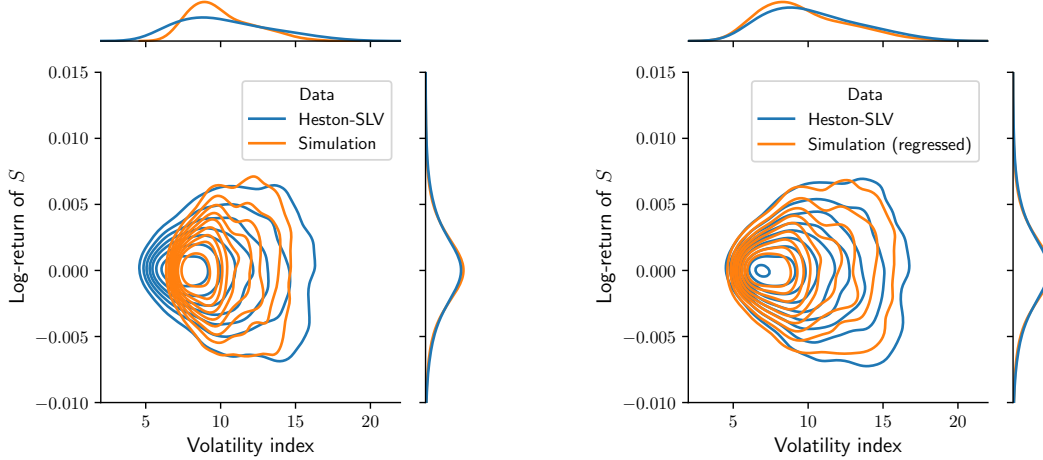 0.015
0.010
0.005
0.000
−0.005
−0.010
Log-return of S
5
10
15
20
Volatility index
Data
Heston-SLV
Simulation
0.015
0.010
0.005
0.000
−0.005
−0.010
Log-return of S
5
10
15
20
Volatility index
Data
Heston-SLV
Simulation (regressed)